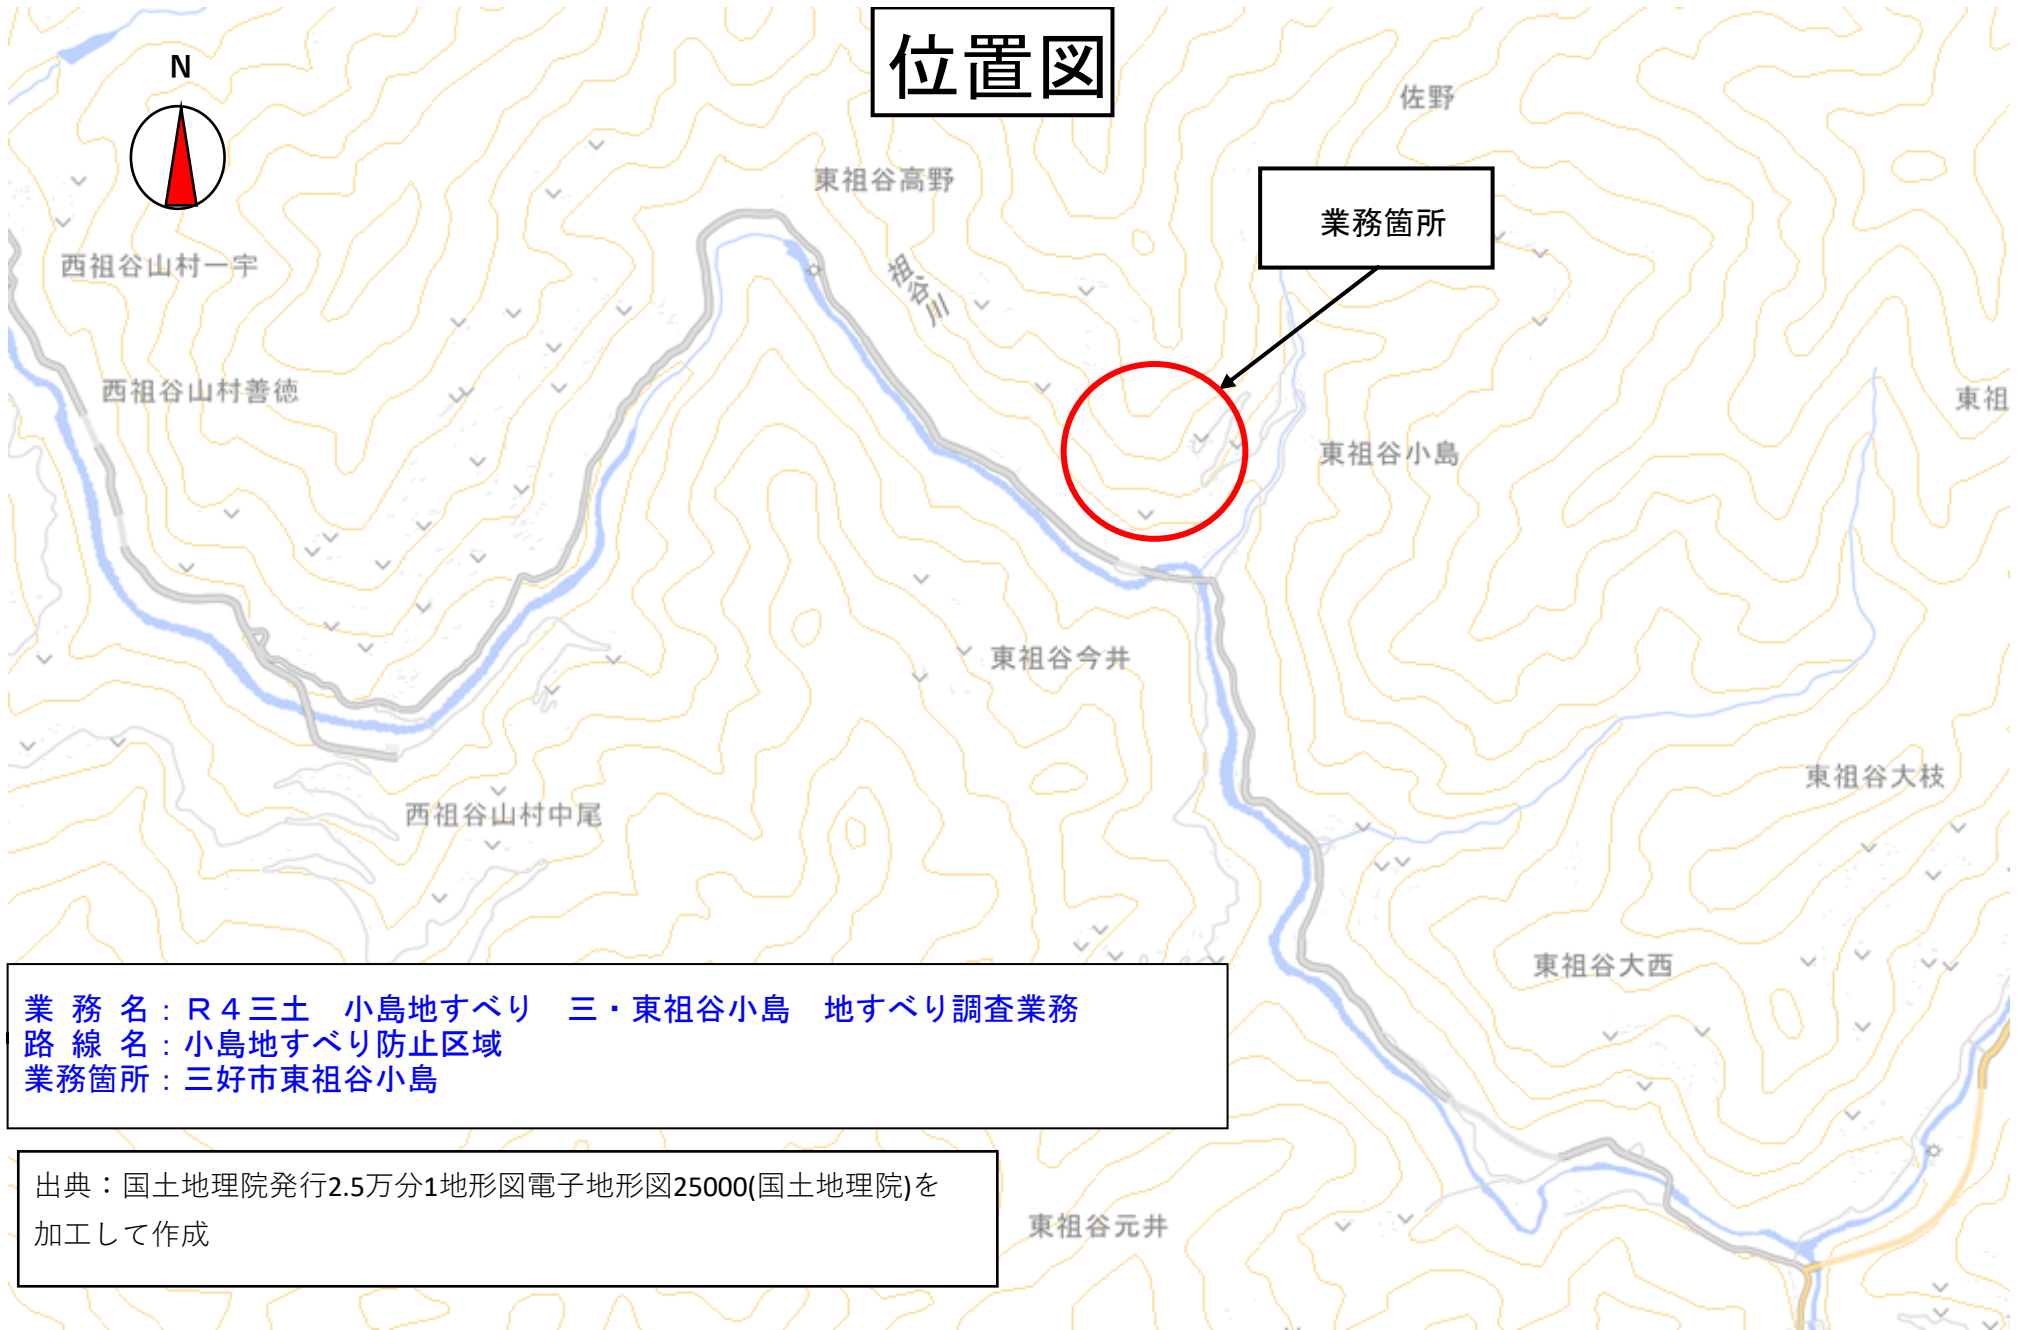 位置図
N
佐野
東祖谷高野
業務箇所
西祖谷山村一宇
祖谷川
西祖谷山村善徳
東祖
東祖谷小島
東祖谷今井
東祖谷大枝
西祖谷山村中尾
東祖谷大西
業 務 名：Ｒ４三土　小島地すべり　三・東祖谷小島　地すべり調査業務
路 線 名：小島地すべり防止区域
業務箇所：三好市東祖谷小島
出典：国土地理院発行2.5万分1地形図電子地形図25000(国土地理院)を
加工して作成
東祖谷元井